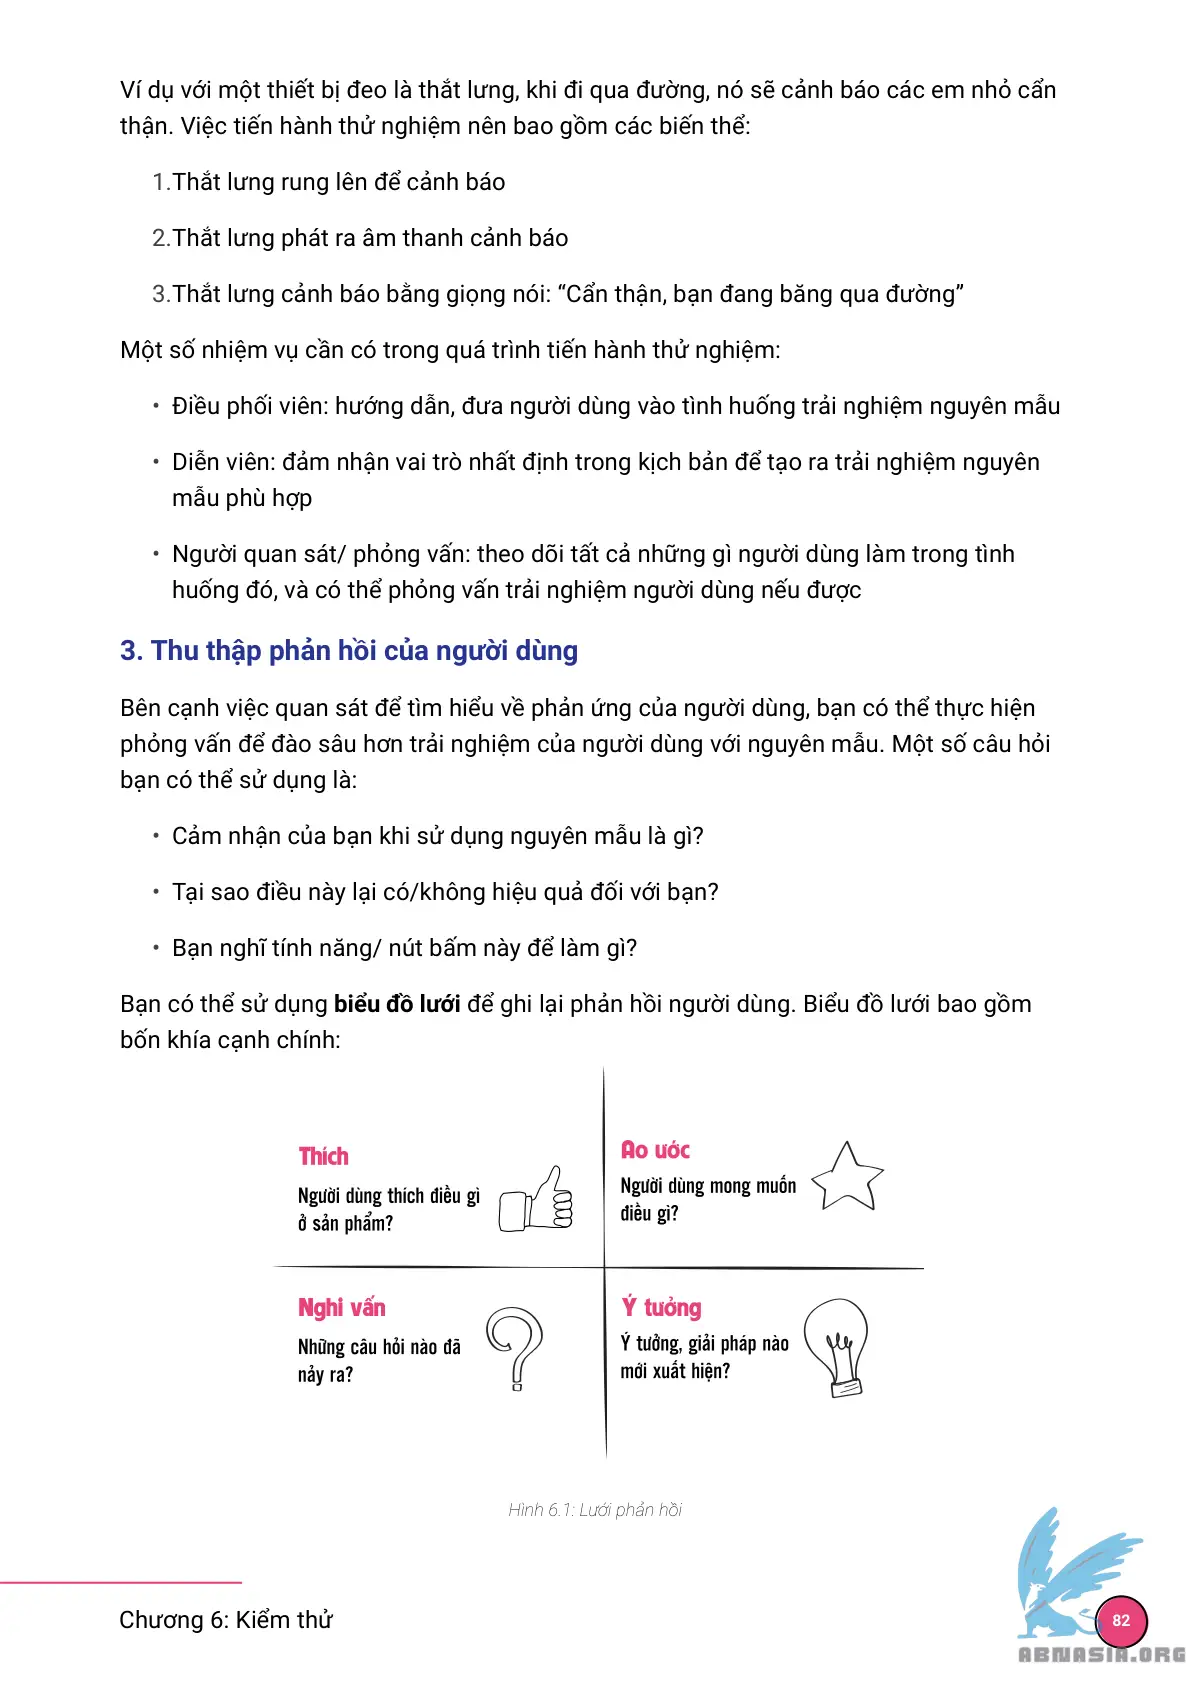 Ví dụ với một thiết bị đeo là thắt lưng, khi đi qua đường, nó sẽ cảnh báo các em nhỏ cẩn
thận. Việc tiến hành thử nghiệm nên bao gồm các biến thể:
1.Thắt lưng rung lên để cảnh báo
2.Thắt lưng phát ra âm thanh cảnh báo
3.Thắt lưng cảnh báo bằng giọng nói: “Cẩn thận, bạn đang băng qua đường”
Một số nhiệm vụ cần có trong quá trình tiến hành thử nghiệm:
• Điều phối viên: hướng dẫn, đưa người dùng vào tình huống trải nghiệm nguyên mẫu
• Diễn viên: đảm nhận vai trò nhất định trong kịch bản để tạo ra trải nghiệm nguyên
mẫu phù hợp
• Người quan sát/ phỏng vấn: theo dõi tất cả những gì người dùng làm trong tình
huống đó, và có thể phỏng vấn trải nghiệm người dùng nếu được
3. Thu thập phản hồi của người dùng
Bên cạnh việc quan sát để tìm hiểu về phản ứng của người dùng, bạn có thể thực hiện
phỏng vấn để đào sâu hơn trải nghiệm của người dùng với nguyên mẫu. Một số câu hỏi
bạn có thể sử dụng là:
• Cảm nhận của bạn khi sử dụng nguyên mẫu là gì?
• Tại sao điều này lại có/không hiệu quả đối với bạn?
• Bạn nghĩ tính năng/ nút bấm này để làm gì?
Bạn có thể sử dụng biểu đồ lưới để ghi lại phản hồi người dùng. Biểu đồ lưới bao gồm
bốn khía cạnh chính:
Thích
Người dùng thích điều gì
ở sản phẩm?
Ao ước
Người dùng mong muốn
điều gì?
Nghi vấn
Những câu hỏi nào đã
nảy ra?
Ý tưởng
Ý tưởng, giải pháp nào
mới xuất hiện?
Hình 6.1: Lưới phản hồi
Chương 6: Kiểm thử
82
ABNASIA.ORG